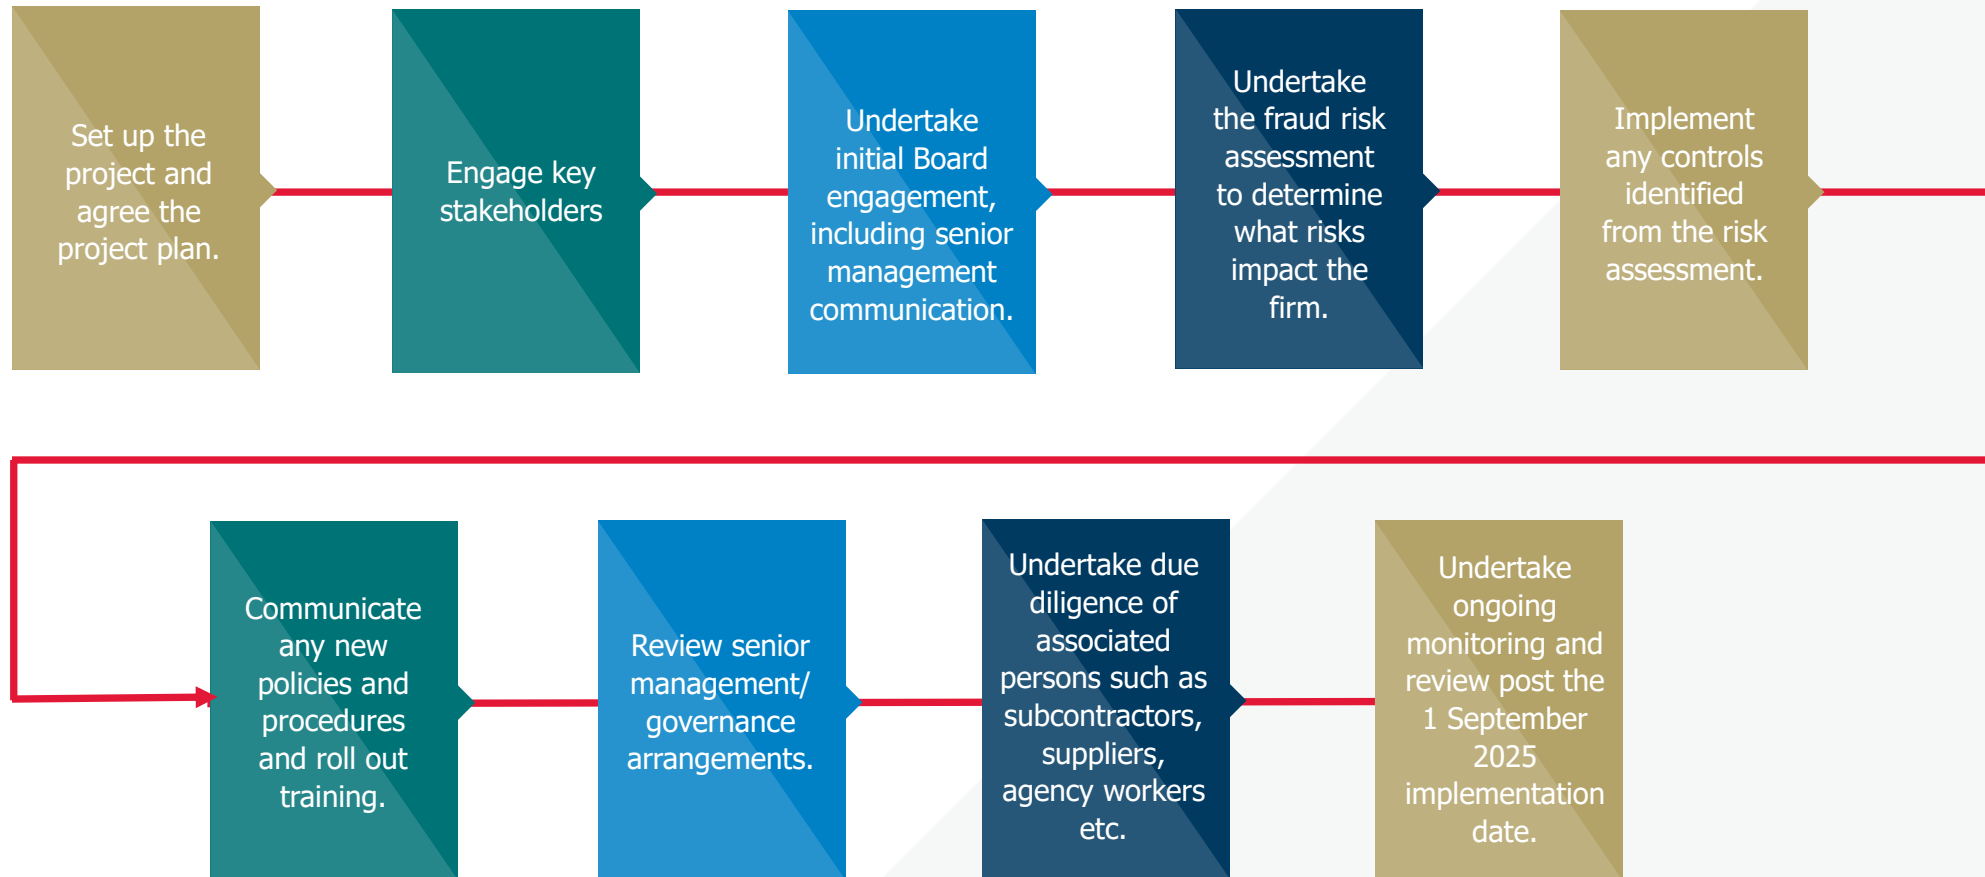 Set up the
project and
agree the
project plan.
Engage key
stakeholders
Undertake
initial Board
engagement,
including senior
management
communication.
Undertake
the fraud risk
assessment
to determine
what risks
impact the
firm.
Implement
any controls
identified
from the risk
assessment.
Communicate
any new
policies and
procedures
and roll out
training.
Review senior
management/
governance
arrangements.
Undertake due
diligence of
associated
persons such as
subcontractors,
suppliers,
agency workers
etc.
Undertake
ongoing
monitoring and
review post the
1 September
2025
implementation
date.